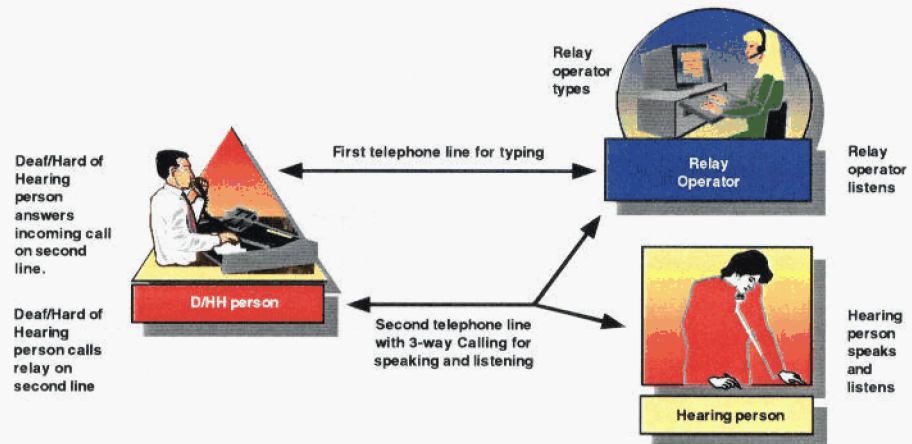 Relay
operator
types
Deaf/Hard of
Hearing
person
answers
incoming call
on second
line.
First telephone line for typing
Relay
Operator
Relay
operator
listens
D/HH person
Deaf/Hard of
Hearing
person calls
relay on
second line
Second telephone line
with 3-way Calling for
speaking and listening
Hearing
person
speaks
and
listens
Hearing person